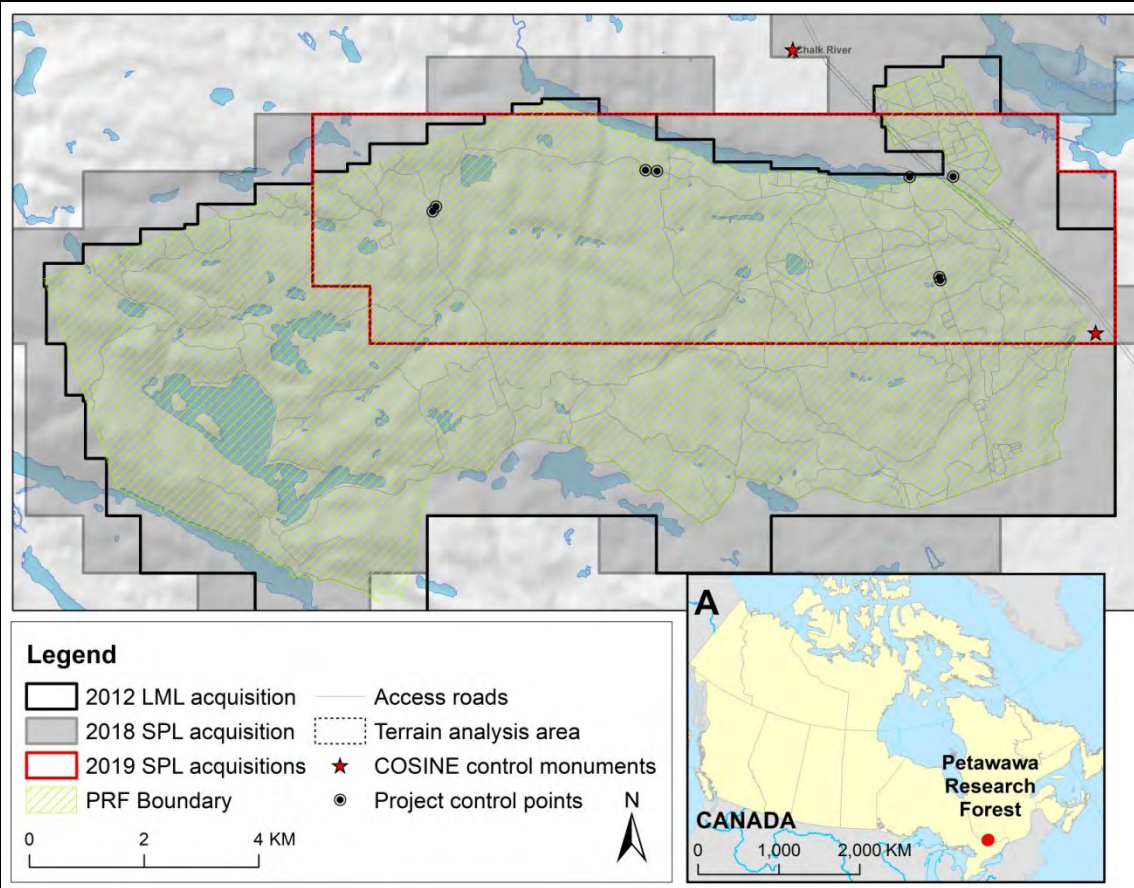 Chalk River
Ottawa River
Legend
2012 LML acquisition
2018 SPL acquisition
2019 SPL acquisitions
PRF Boundary
Access roads
Terrain analysis area
COSINE control monuments
Project control points
0 2 4 KM
N
A
Petawawa
Research
Forest
CANADA
0 1,000 2,000 KM